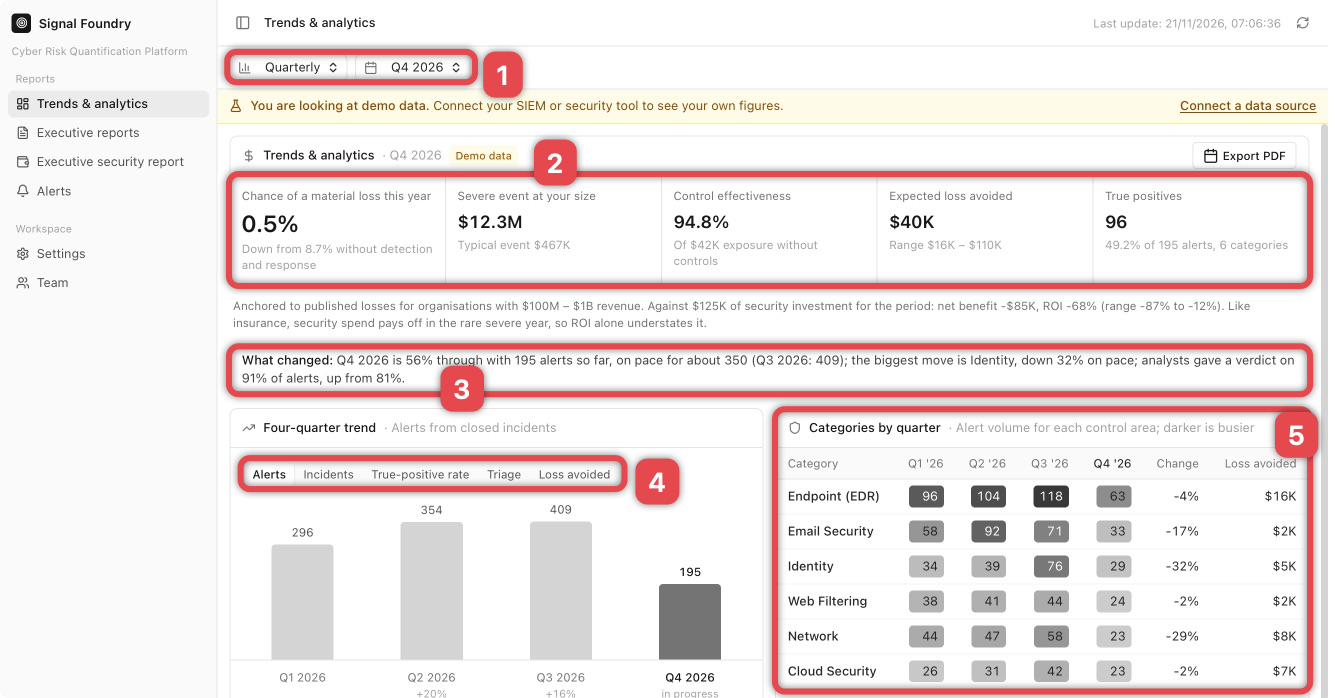 Signal Foundry
Cyber Risk Quantification Platform
Reports
Trends & analytics
Executive reports
Executive security report
Alerts
Workspace
Settings
Team
Trends & analytics
Last update: 21/11/2026, 07:06:36
Quarterly
Q4 2026
1
You are looking at demo data. Connect your SIEM or security tool to see your own figures.
Connect a data source
Trends & analytics · Q4 2026 Demo data
2
Export PDF
Chance of a material loss this year
0.5%
Down from 8.7% without detection
and response
Severe event at your size
$12.3M
Typical event $467K
Control effectiveness
94.8%
Of $42K exposure without
controls
Expected loss avoided
$40K
Range $16K – $110K
True positives
96
49.2% of 195 alerts, 6 categories
Anchored to published losses for organisations with $100M – $1B revenue. Against $125K of security investment for the period: net benefit -$85K, ROI -68% (range -87% to -12%). Like
insurance, security spend pays off in the rare severe year, so ROI alone understates it.
What changed: Q4 2026 is 56% through with 195 alerts so far, on pace for about 350 (Q3 2026: 409); the biggest move is Identity, down 32% on pace; analysts gave a verdict on
91% of alerts, up from 81%.
3
Four-quarter trend · Alerts from closed incidents
Alerts Incidents True-positive rate Triage Loss avoided
4
296 354 409 195
Q1 2026 Q2 2026 Q3 2026 Q4 2026
+20% +16% in progress
Categories by quarter · Alert volume for each control area; darker is busier
5
Category Q1 '26 Q2 '26 Q3 '26 Q4 '26 Change Loss avoided
Endpoint (EDR) 96 104 118 63 -4% $16K
Email Security 58 92 71 33 -17% $2K
Identity 34 39 76 29 -32% $5K
Web Filtering 38 41 44 24 -2% $2K
Network 44 47 58 23 -29% $8K
Cloud Security 26 31 42 23 -2% $7K